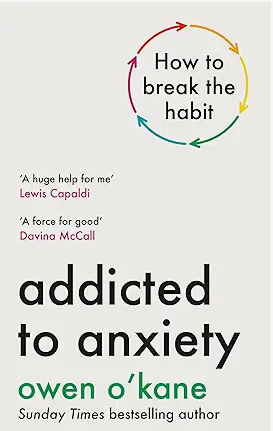 How to
break the
habit
'A huge help for me'
Lewis Capaldi
'A force for good'
Davina McCall
addicted
to anxiety
owen o'kane
Sunday Times bestselling author